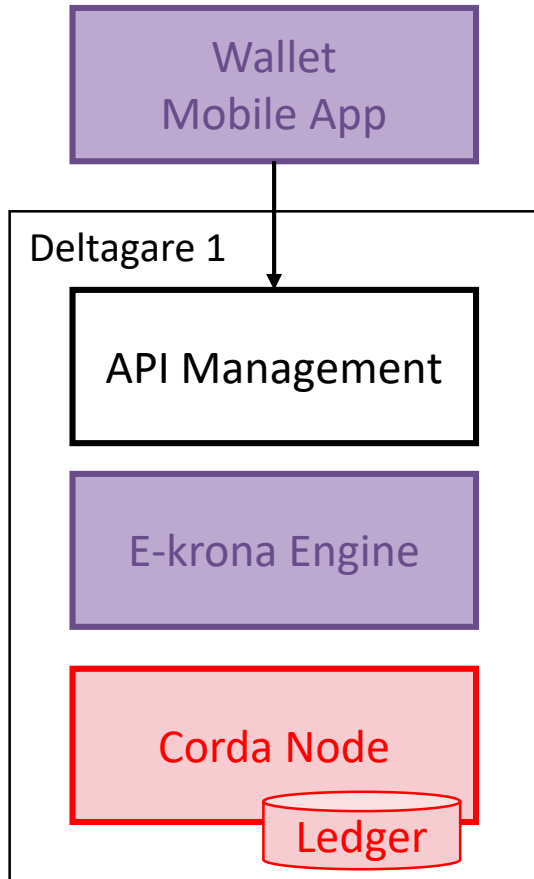 Wallet
Mobile App
Deltagare 1
API Management
E-krona Engine
Corda Node
Ledger